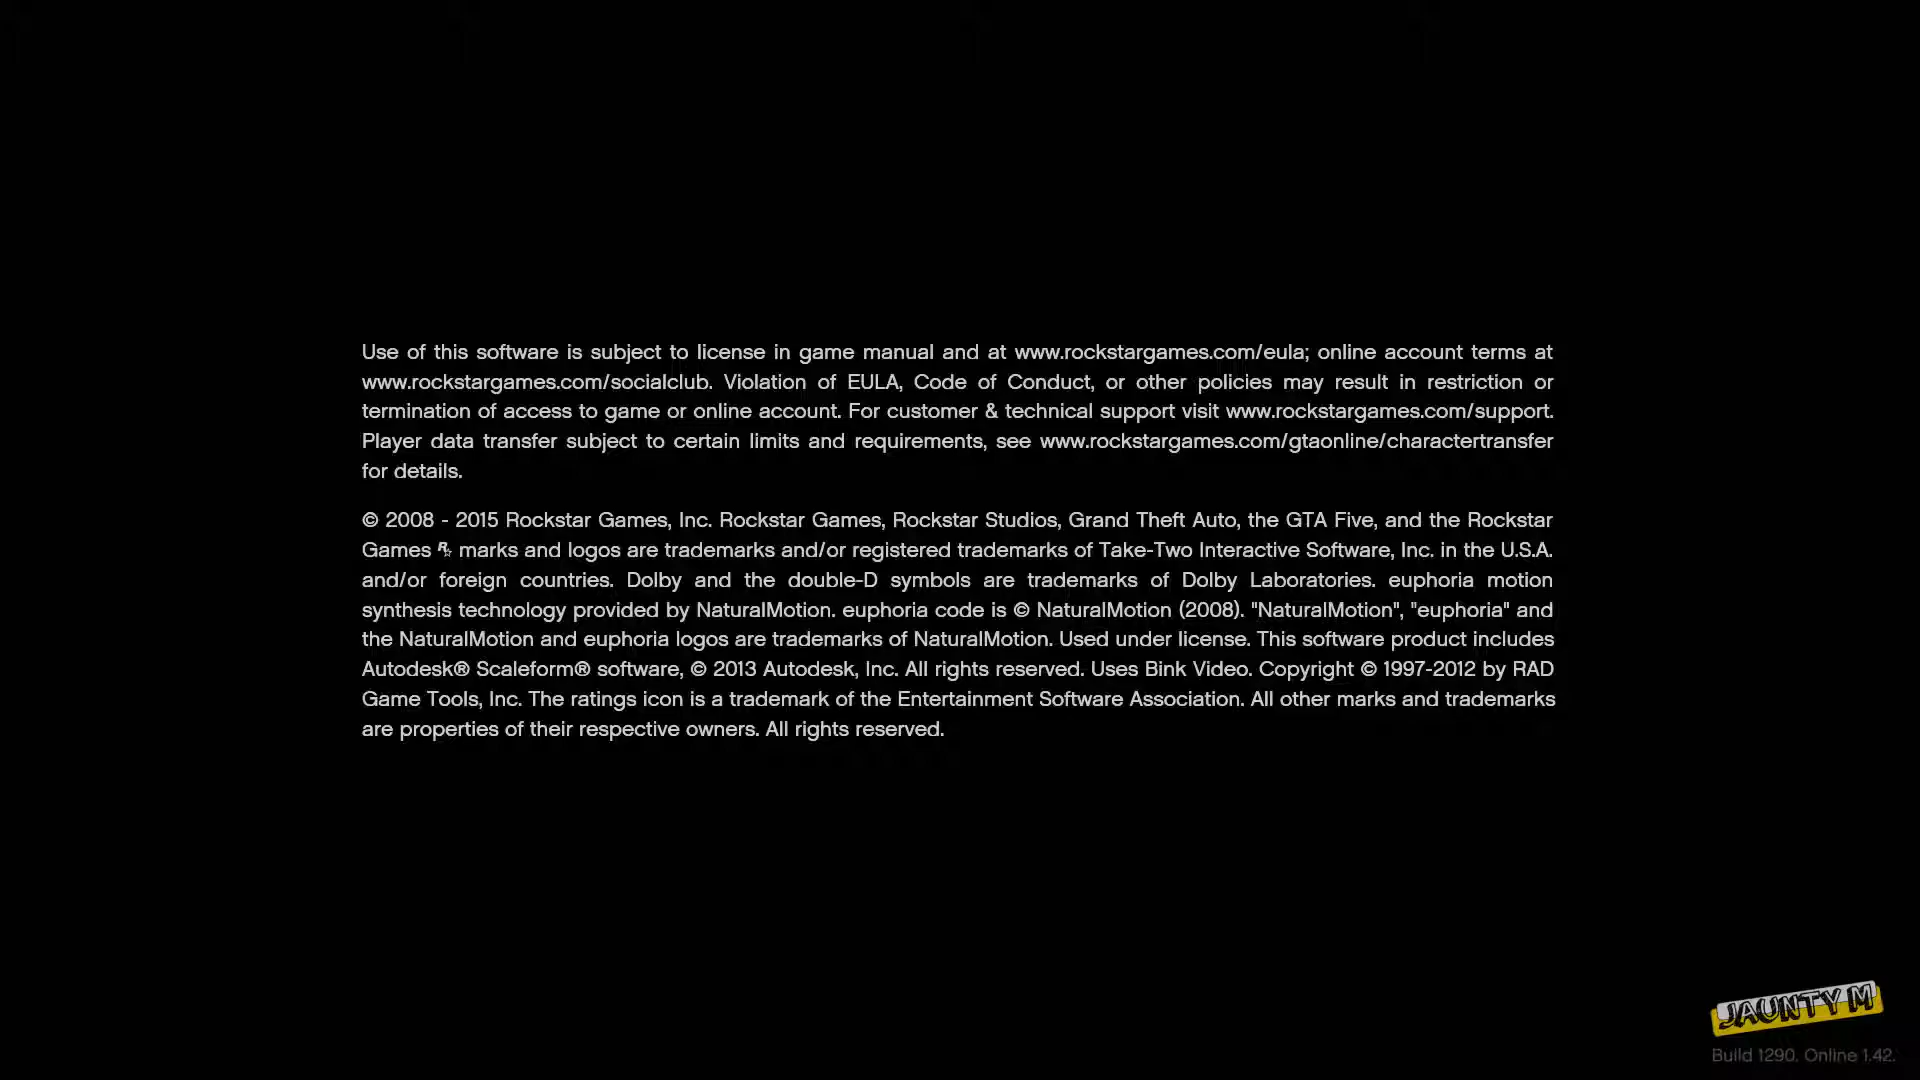 Use of this software is subject to license in game manual and at www.rockstargames.com/eula; online account terms at
www.rockstargames.com/socialclub. Violation of EULA, Code of Conduct, or other policies may result in restriction or
termination of access to game or online account. For customer & technical support visit www.rockstargames.com/support.
Player data transfer subject to certain limits and requirements, see www.rockstargames.com/gtaonline/charactertransfer
for details.
© 2008 - 2015 Rockstar Games, Inc. Rockstar Games, Rockstar Studios, Grand Theft Auto, the GTA Five, and the Rockstar
Games R* marks and logos are trademarks and/or registered trademarks of Take-Two Interactive Software, Inc. in the U.S.A.
and/or foreign countries. Dolby and the double-D symbols are trademarks of Dolby Laboratories. euphoria motion
synthesis technology provided by NaturalMotion. euphoria code is © NaturalMotion (2008). "NaturalMotion", "euphoria" and
the NaturalMotion and euphoria logos are trademarks of NaturalMotion. Used under license. This software product includes
Autodesk® Scaleform® software, © 2013 Autodesk, Inc. All rights reserved. Uses Bink Video. Copyright © 1997-2012 by RAD
Game Tools, Inc. The ratings icon is a trademark of the Entertainment Software Association. All other marks and trademarks
are properties of their respective owners. All rights reserved.
JAUNTY M
Build 1290. Online 1.42.